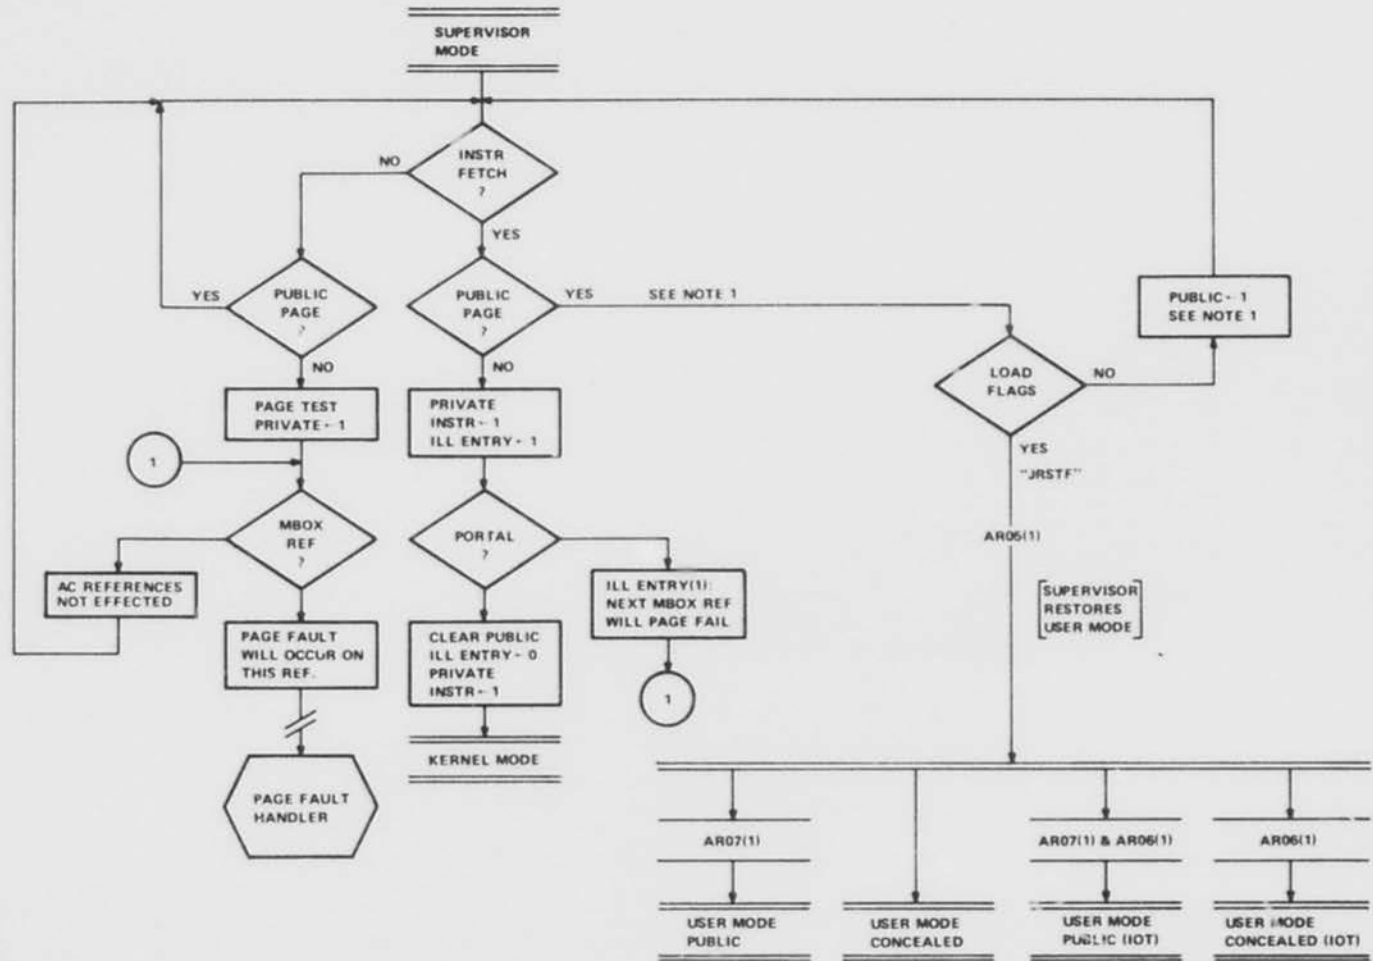 SUPERVISOR
MODE
INSTR
FETCH
?
NO
YES
PUBLIC
PAGE
?
YES
NO
PUBLIC
PAGE
?
YES
SEE NOTE 1
NO
PUBLIC←1
SEE NOTE 1
LOAD
FLAGS
NO
YES
"JRSTF"
PAGE TEST
PRIVATE←1
PRIVATE
INSTR←1
ILL ENTRY←1
1
MBOX
REF
?
PORTAL
?
AR05(1)
AC REFERENCES
NOT EFFECTED
ILL ENTRY(1):
NEXT MBOX REF
WILL PAGE FAIL
SUPERVISOR
RESTORES
USER MODE
PAGE FAULT
WILL OCCUR ON
THIS REF.
CLEAR PUBLIC
ILL ENTRY←0
PRIVATE
INSTR←1
1
KERNEL MODE
PAGE FAULT
HANDLER
AR07(1)
AR07(1) & AR06(1)
AR06(1)
USER MODE
PUBLIC
USER MODE
CONCEALED
USER MODE
PUBLIC (IOT)
USER MODE
CONCEALED (IOT)